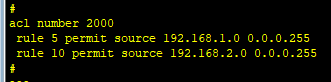 #
acl number 2000
 rule 5 permit source 192.168.1.0 0.0.0.255
 rule 10 permit source 192.168.2.0 0.0.0.255
#